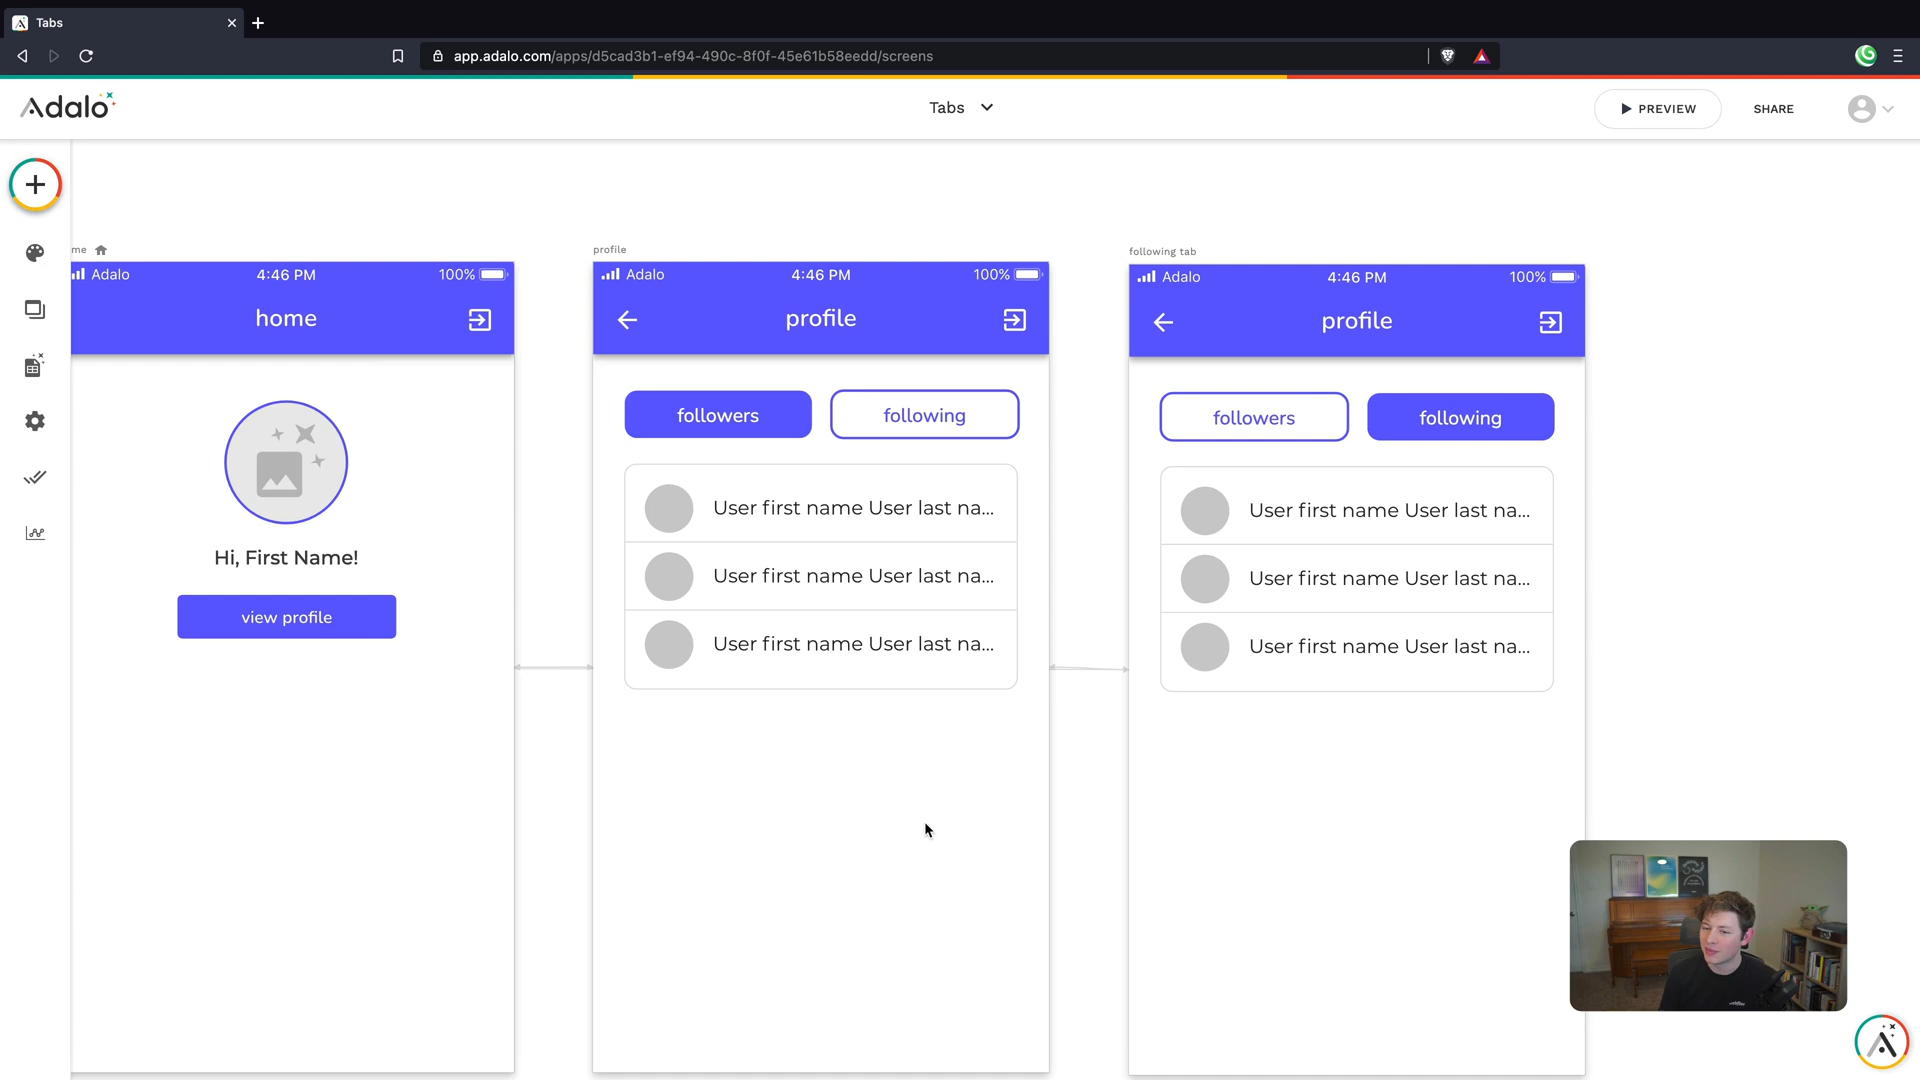 Tabs
app.adalo.com/apps/d5cad3b1-ef94-490c-8f0f-45e61b58eedd/screens
Adalo
Tabs
PREVIEW
SHARE
me
Adalo 4:46 PM 100%
home
Hi, First Name!
view profile
profile
Adalo 4:46 PM 100%
profile
followers following
User first name User last na...
User first name User last na...
User first name User last na...
following tab
Adalo 4:46 PM 100%
profile
followers following
User first name User last na...
User first name User last na...
User first name User last na...